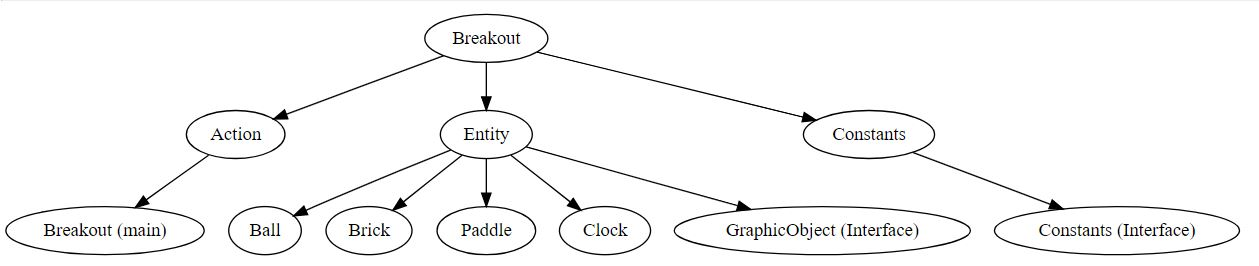 Breakout
Action
Entity
Constants
Breakout (main)
Ball
Brick
Paddle
Clock
GraphicObject (Interface)
Constants (Interface)